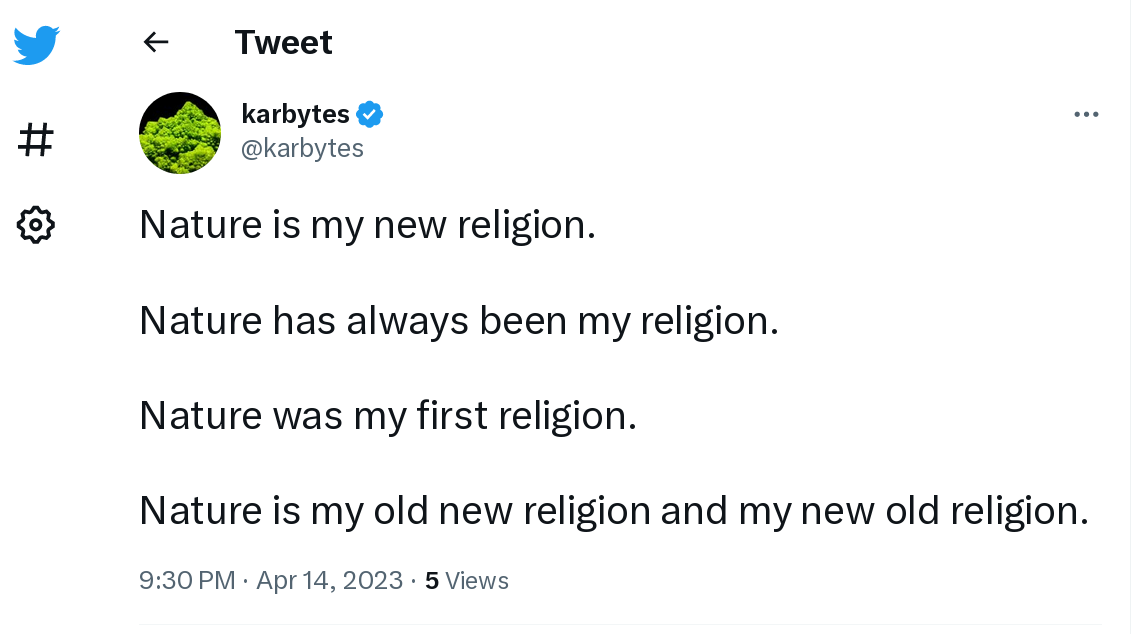 Tweet
karbytes
@karbytes
Nature is my new religion.
Nature has always been my religion.
Nature was my first religion.
Nature is my old new religion and my new old religion.
9:30 PM · Apr 14, 2023 · 5 Views